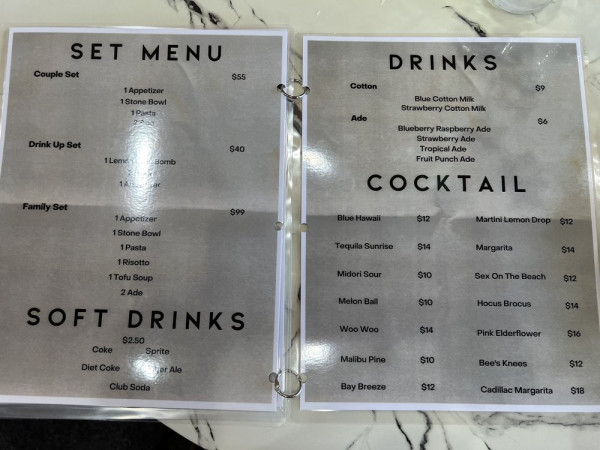 SET MENU
Couple Set $55
1 Appetizer
1 Stone Bowl
1 Pasta
2
Drink Up Set $40
1 Bomb
1
Family Set $99
1 Appetizer
1 Stone Bowl
1 Pasta
1 Risotto
1 Tofu Soup
2 Ade
SOFT DRINKS
$2.50
Coke Sprite
Diet Coke Ale
Club Soda
DRINKS
Cotton $9
Blue Cotton Milk
Strawberry Cotton Milk
Ade $6
Blueberry Raspberry Ade
Strawberry Ade
Tropical Ade
Fruit Punch Ade
COCKTAIL
Blue Hawaii $12 Martini Lemon Drop $12
Tequila Sunrise $14 Margarita $14
Midori Sour $10 Sex On The Beach $12
Melon Ball $10 Hocus Brocus $14
Woo Woo $14 Pink Elderflower $16
Malibu Pine $10 Bee's Knees $12
Bay Breeze $12 Cadillac Margarita $18